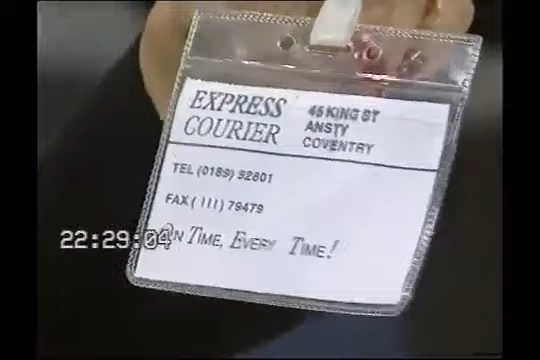 EXPRESS
COURIER
45 KING ST
ANSTY
COVENTRY
TEL (0189) 52801
FAX ( 111) 79479
ON TIME, EVERY TIME!
22:29:04